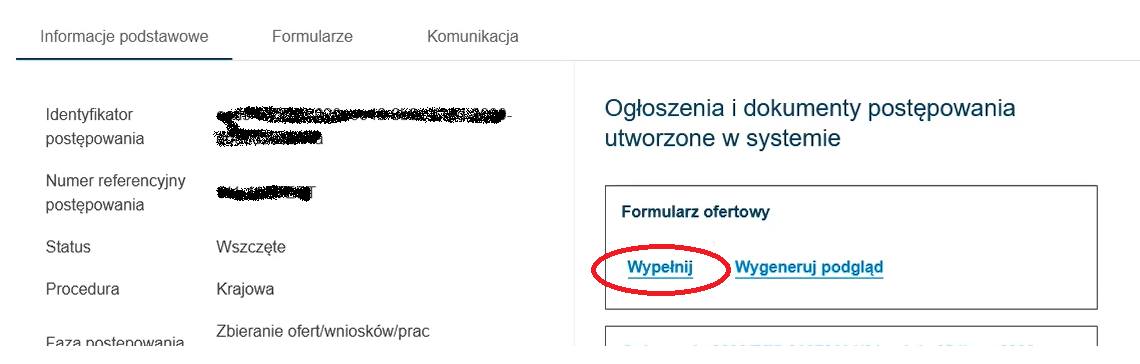 Informacje podstawowe
Formularze
Komunikacja
Identyfikator
postępowania
Numer referencyjny
postępowania
Status
Wszczęte
Procedura
Krajowa
Faza postępowania
Zbieranie ofert/wniosków/prac
Ogłoszenia i dokumenty postępowania
utworzone w systemie
Formularz ofertowy
Wypełnij
Wygeneruj podgląd